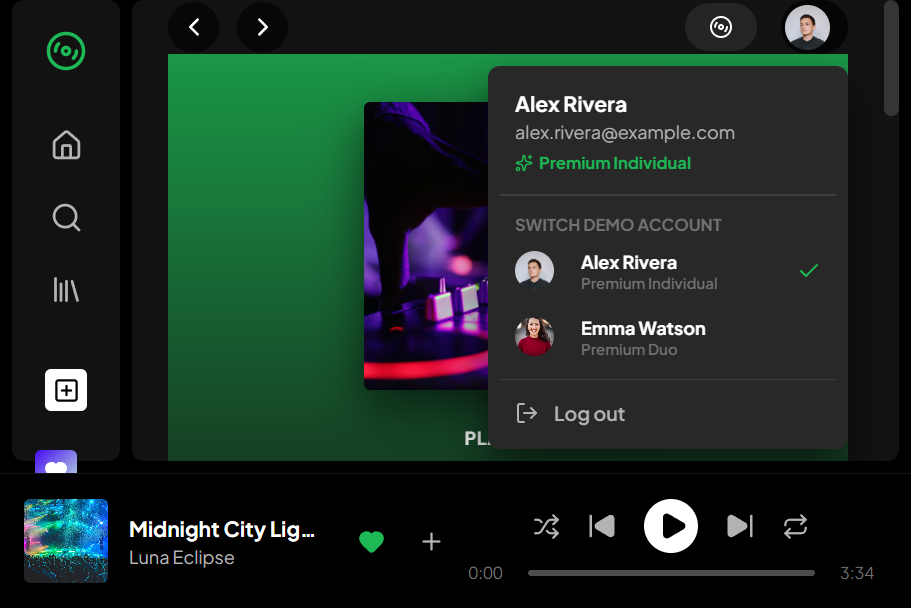 Alex Rivera
alex.rivera@example.com
Premium Individual
SWITCH DEMO ACCOUNT
Alex Rivera
Premium Individual
Emma Watson
Premium Duo
Log out
Midnight City Lig...
Luna Eclipse
0:00
3:34